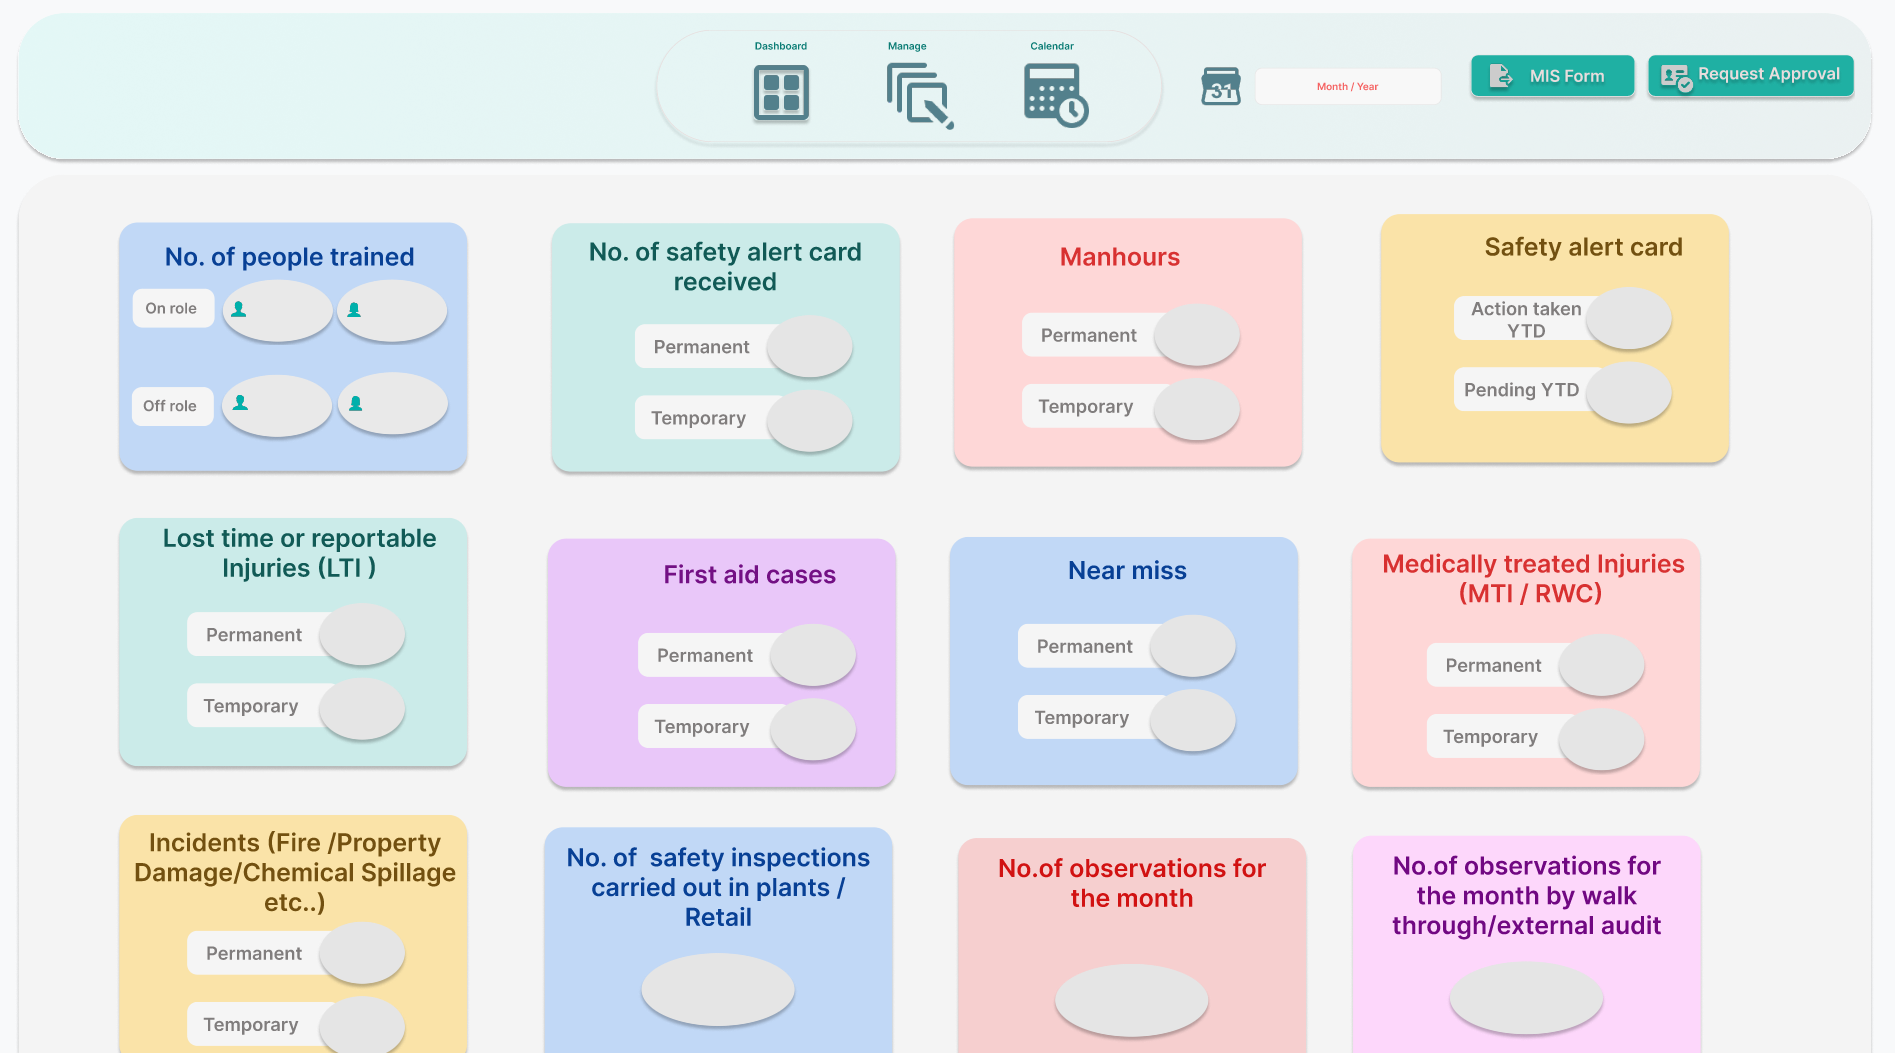 Dashboard
Manage
Calendar
31
Month / Year
MIS Form
Request Approval
No. of people trained
On role
Off role
No. of safety alert card
received
Permanent
Temporary
Manhours
Permanent
Temporary
Safety alert card
Action taken
YTD
Pending YTD
Lost time or reportable
Injuries (LTI )
Permanent
Temporary
First aid cases
Permanent
Temporary
Near miss
Permanent
Temporary
Medically treated Injuries
(MTI / RWC)
Permanent
Temporary
Incidents (Fire /Property
Damage/Chemical Spillage
etc..)
Permanent
Temporary
No. of  safety inspections
carried out in plants /
Retail
No.of observations for
the month
No.of observations for
the month by walk
through/external audit